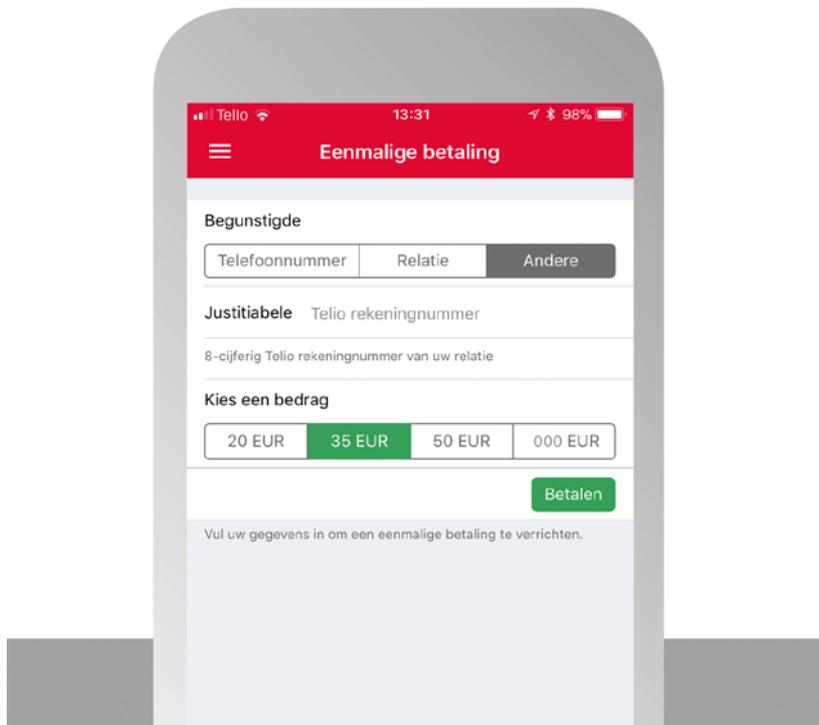 Tello 13:31 98%
Eenmalige betaling
Begunstigde
Telefoonnummer Relatie Andere
Justitiabele Telio rekeningnummer
8-cijferig Telio rekeningnummer van uw relatie
Kies een bedrag
20 EUR 35 EUR 50 EUR 000 EUR
Betalen
Vul uw gegevens in om een eenmalige betaling te verrichten.